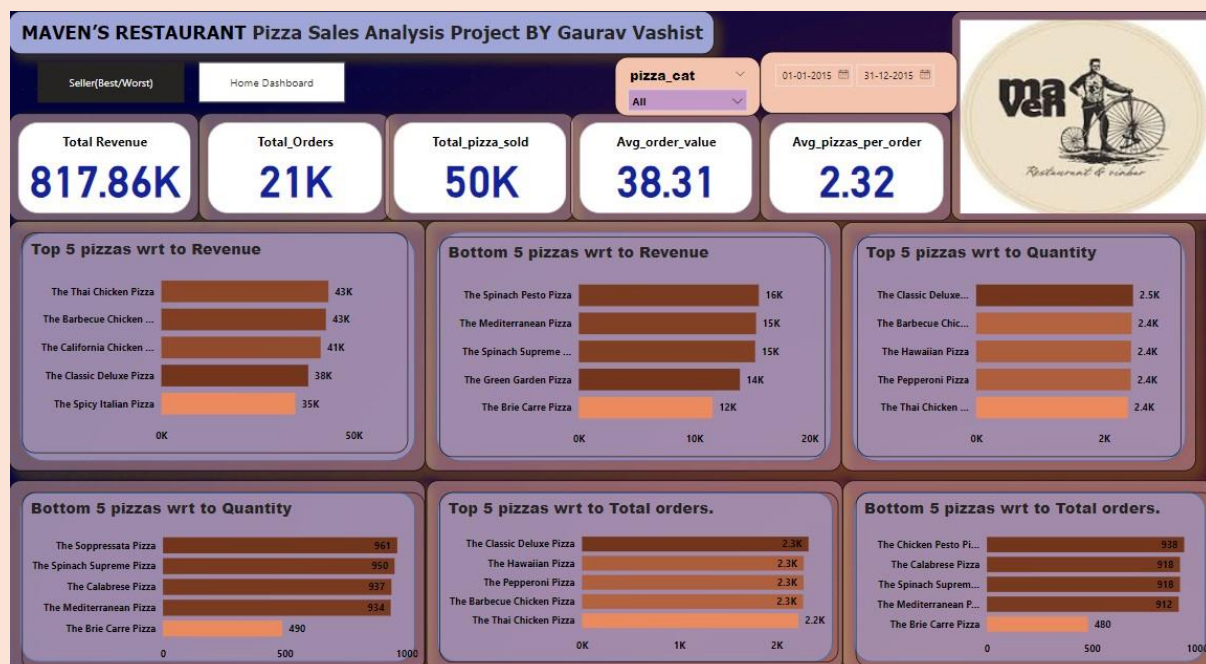 MAVEN'S RESTAURANT Pizza Sales Analysis Project BY Gaurav Vashist
Seller(Best/Worst)
Home Dashboard
pizza_cat
All
01-01-2015
31-12-2015
maven
Restaurant & vinbar
Total Revenue
817.86K
Total_Orders
21K
Total_pizza_sold
50K
Avg_order_value
38.31
Avg_pizzas_per_order
2.32
Top 5 pizzas wrt to Revenue
The Thai Chicken Pizza 43K
The Barbecue Chicken ... 43K
The California Chicken ... 41K
The Classic Deluxe Pizza 38K
The Spicy Italian Pizza 35K
0K 50K
Bottom 5 pizzas wrt to Revenue
The Spinach Pesto Pizza 16K
The Mediterranean Pizza 15K
The Spinach Supreme ... 15K
The Green Garden Pizza 14K
The Brie Carre Pizza 12K
0K 10K 20K
Top 5 pizzas wrt to Quantity
The Classic Deluxe... 2.5K
The Barbecue Chic... 2.4K
The Hawaiian Pizza 2.4K
The Pepperoni Pizza 2.4K
The Thai Chicken ... 2.4K
0K 2K
Bottom 5 pizzas wrt to Quantity
The Soppressata Pizza 961
The Spinach Supreme Pizza 950
The Calabrese Pizza 937
The Mediterranean Pizza 934
The Brie Carre Pizza 490
0 500 1000
Top 5 pizzas wrt to Total orders.
The Classic Deluxe Pizza 2.3K
The Hawaiian Pizza 2.3K
The Pepperoni Pizza 2.3K
The Barbecue Chicken Pizza 2.3K
The Thai Chicken Pizza 2.2K
0K 1K 2K
Bottom 5 pizzas wrt to Total orders.
The Chicken Pesto Pi... 938
The Calabrese Pizza 918
The Spinach Suprem... 918
The Mediterranean P... 912
The Brie Carre Pizza 480
0 500 1000